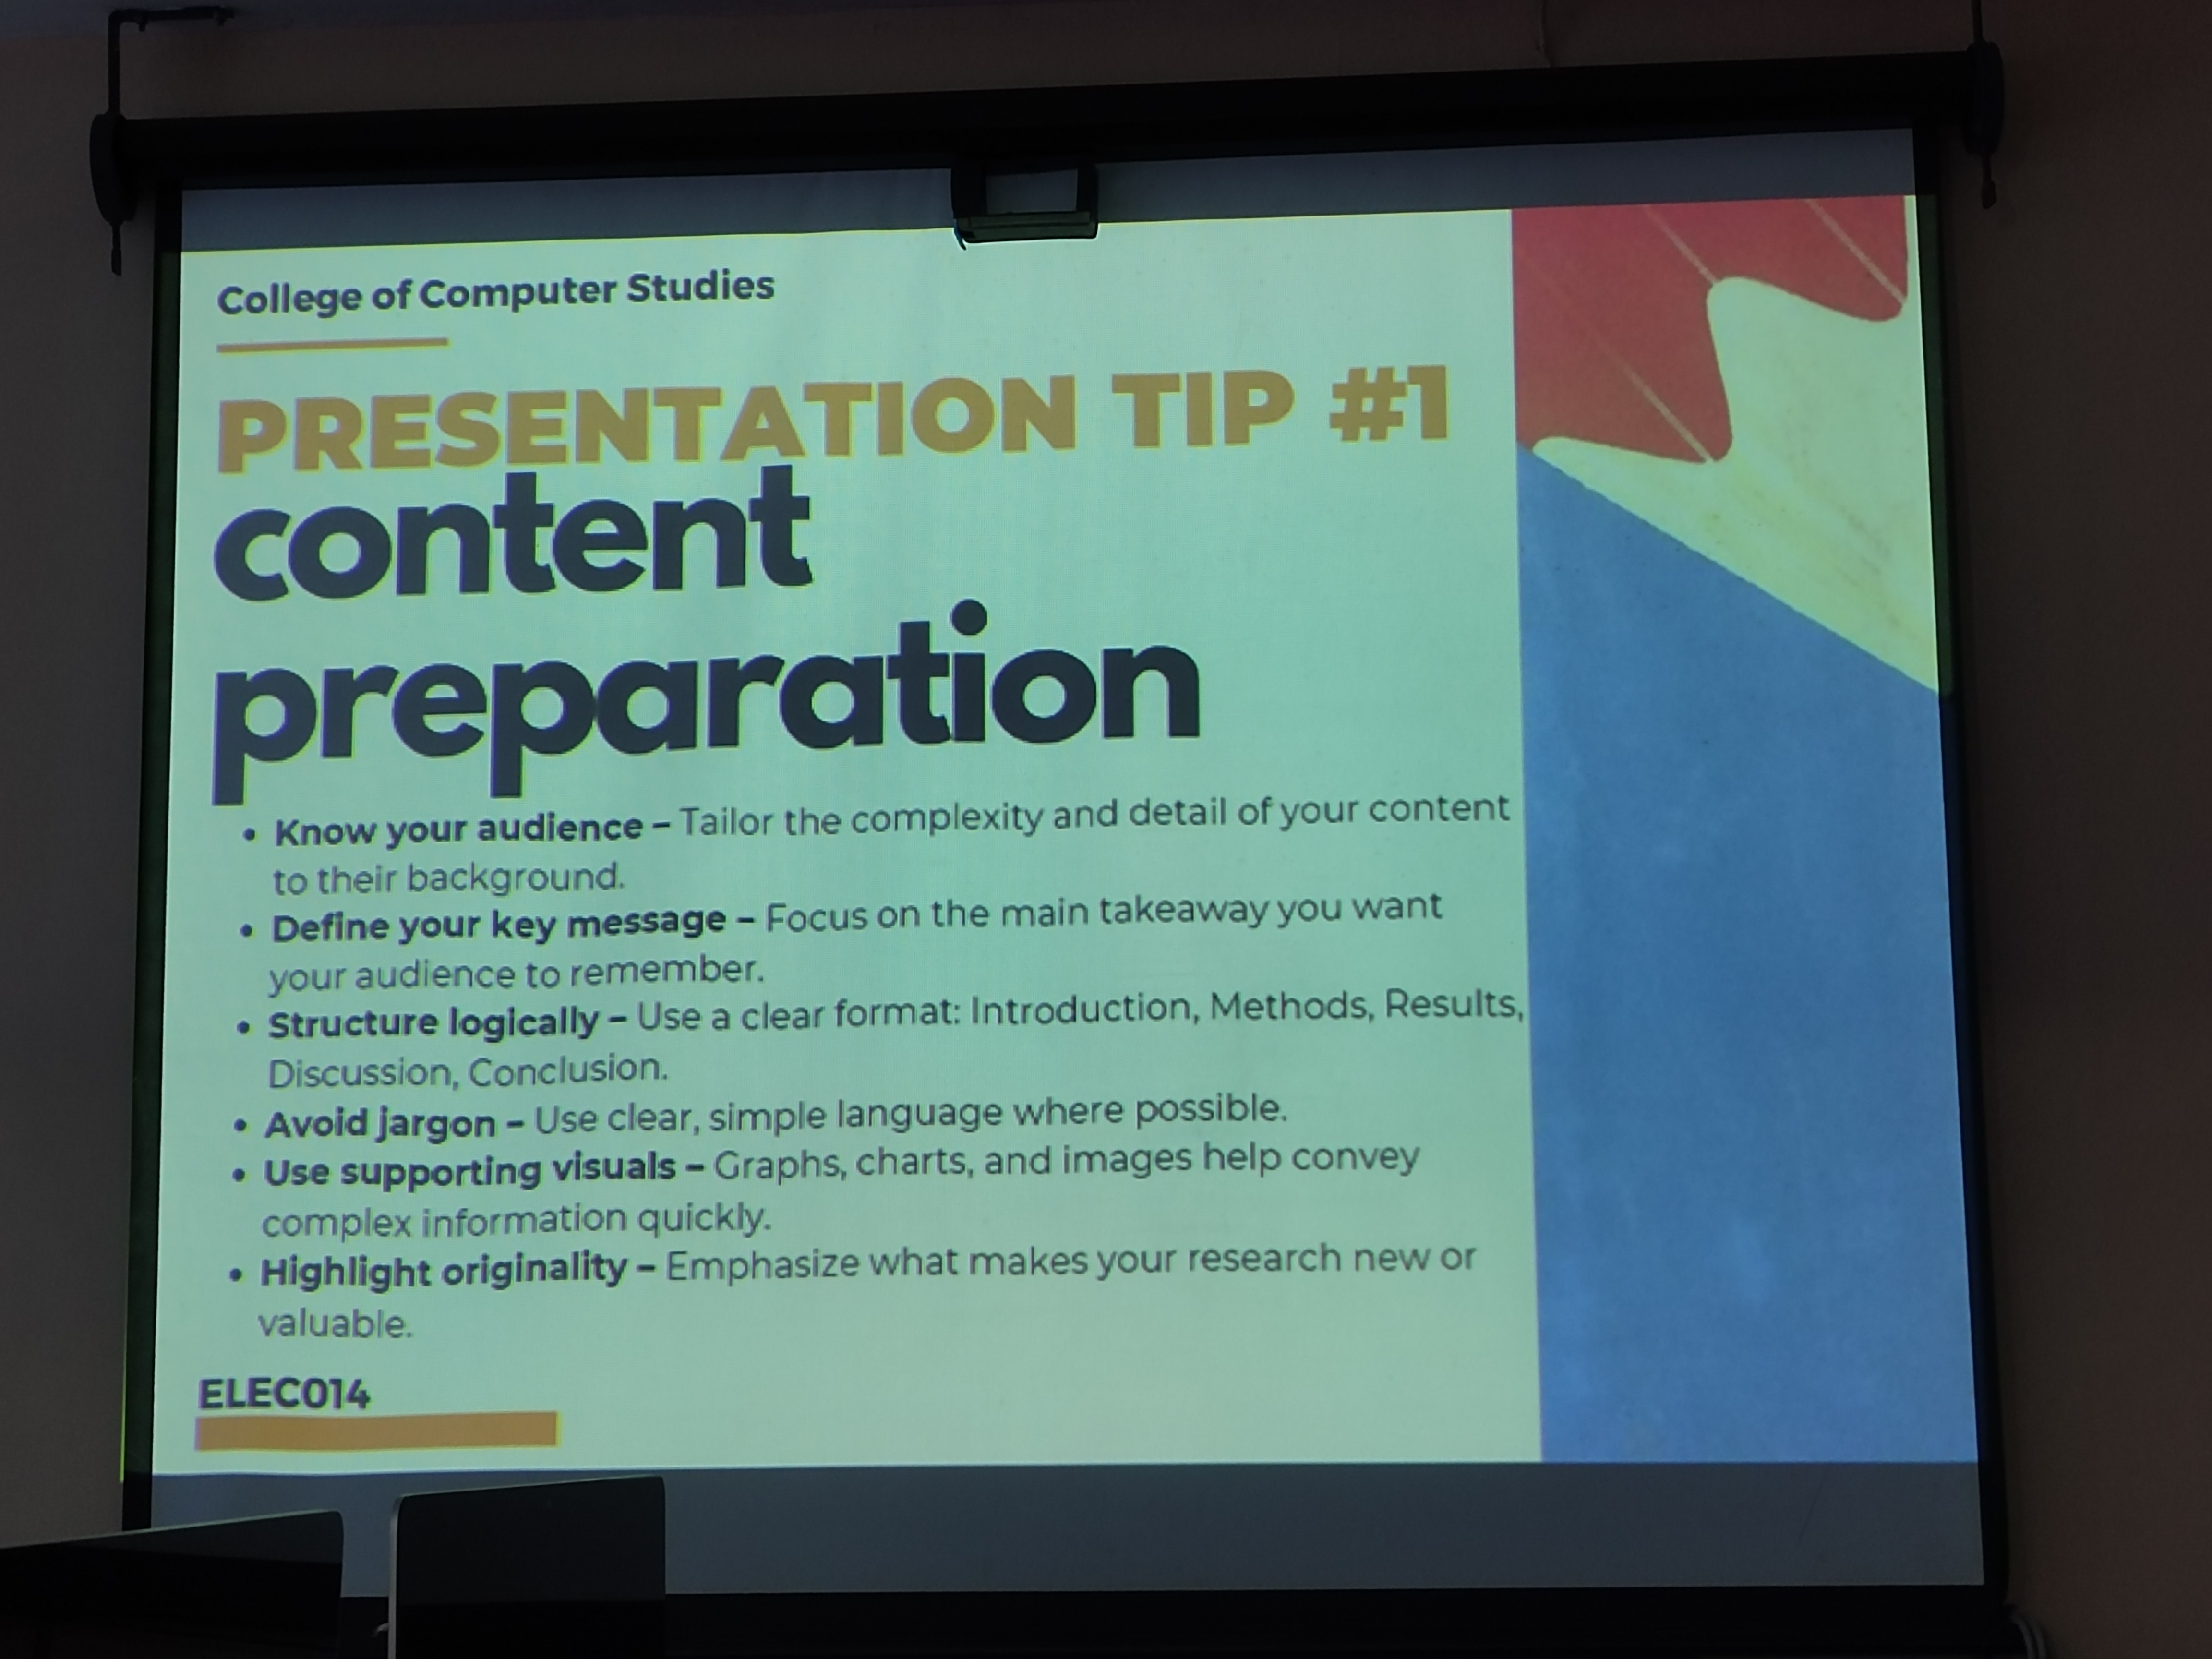 College of Computer Studies
PRESENTATION TIP #1
content
preparation
• Know your audience – Tailor the complexity and detail of your content
to their background.
• Define your key message – Focus on the main takeaway you want
your audience to remember.
• Structure logically – Use a clear format: Introduction, Methods, Results,
Discussion, Conclusion.
• Avoid jargon – Use clear, simple language where possible.
• Use supporting visuals – Graphs, charts, and images help convey
complex information quickly.
• Highlight originality – Emphasize what makes your research new or
valuable.
ELEC014